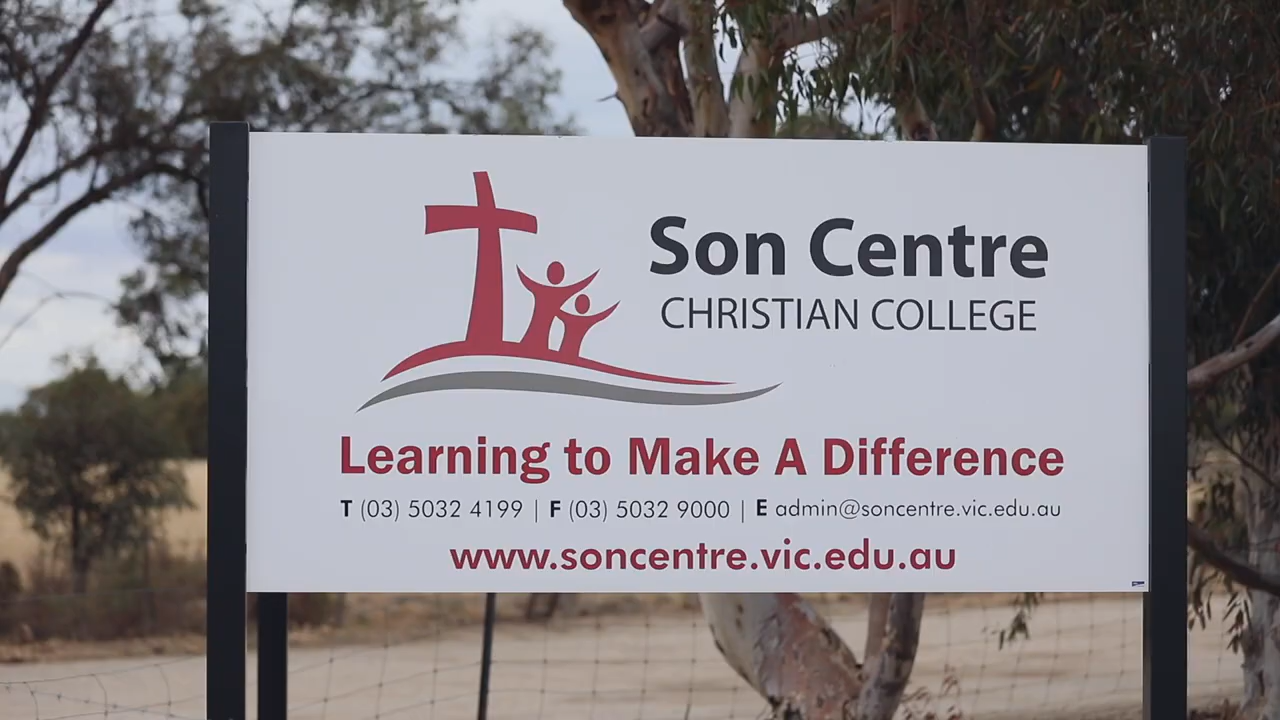 Son Centre
CHRISTIAN COLLEGE
Learning to Make A Difference
T (03) 5032 4199 | F (03) 5032 9000 | E admin@soncentre.vic.edu.au
www.soncentre.vic.edu.au